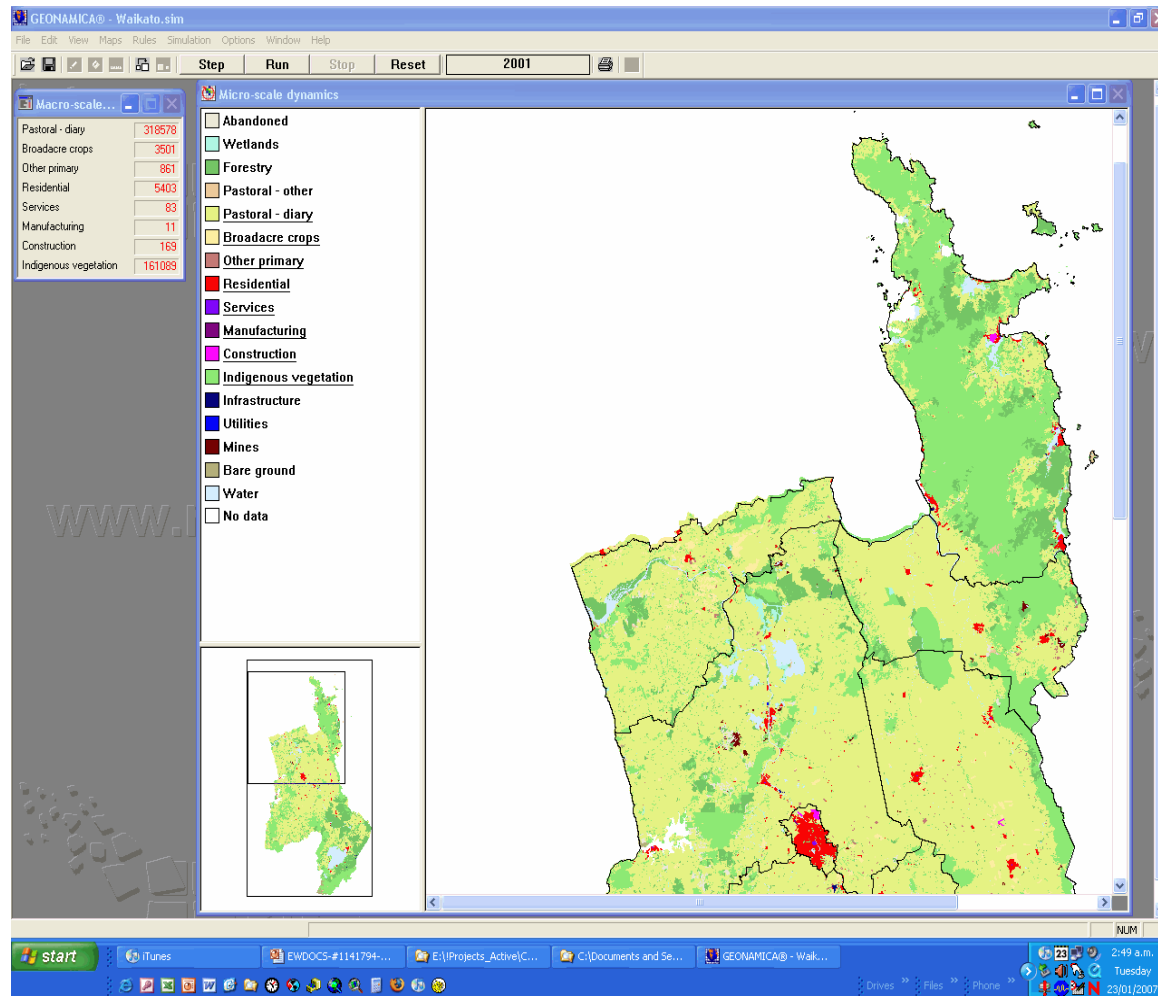 GEONAMICA® - Waikato.sim
File Edit View Maps Rules Simulation Options Window Help
Step Run Stop Reset 2001
Macro-scale...
Pastoral - diary 318578
Broadacre crops 3501
Other primary 861
Residential 5403
Services 83
Manufacturing 11
Construction 169
Indigenous vegetation 161089
Micro-scale dynamics
Abandoned
Wetlands
Forestry
Pastoral - other
Pastoral - diary
Broadacre crops
Other primary
Residential
Services
Manufacturing
Construction
Indigenous vegetation
Infrastructure
Utilities
Mines
Bare ground
Water
No data
www.
NUM
start iTunes EWDOCS-#1141794-... E:\!Projects_Active\C... C:\Documents and Se... GEONAMICA® - Waik... 23 2:49 a.m.
Tuesday
Drives » Files » Phone » 23/01/2007